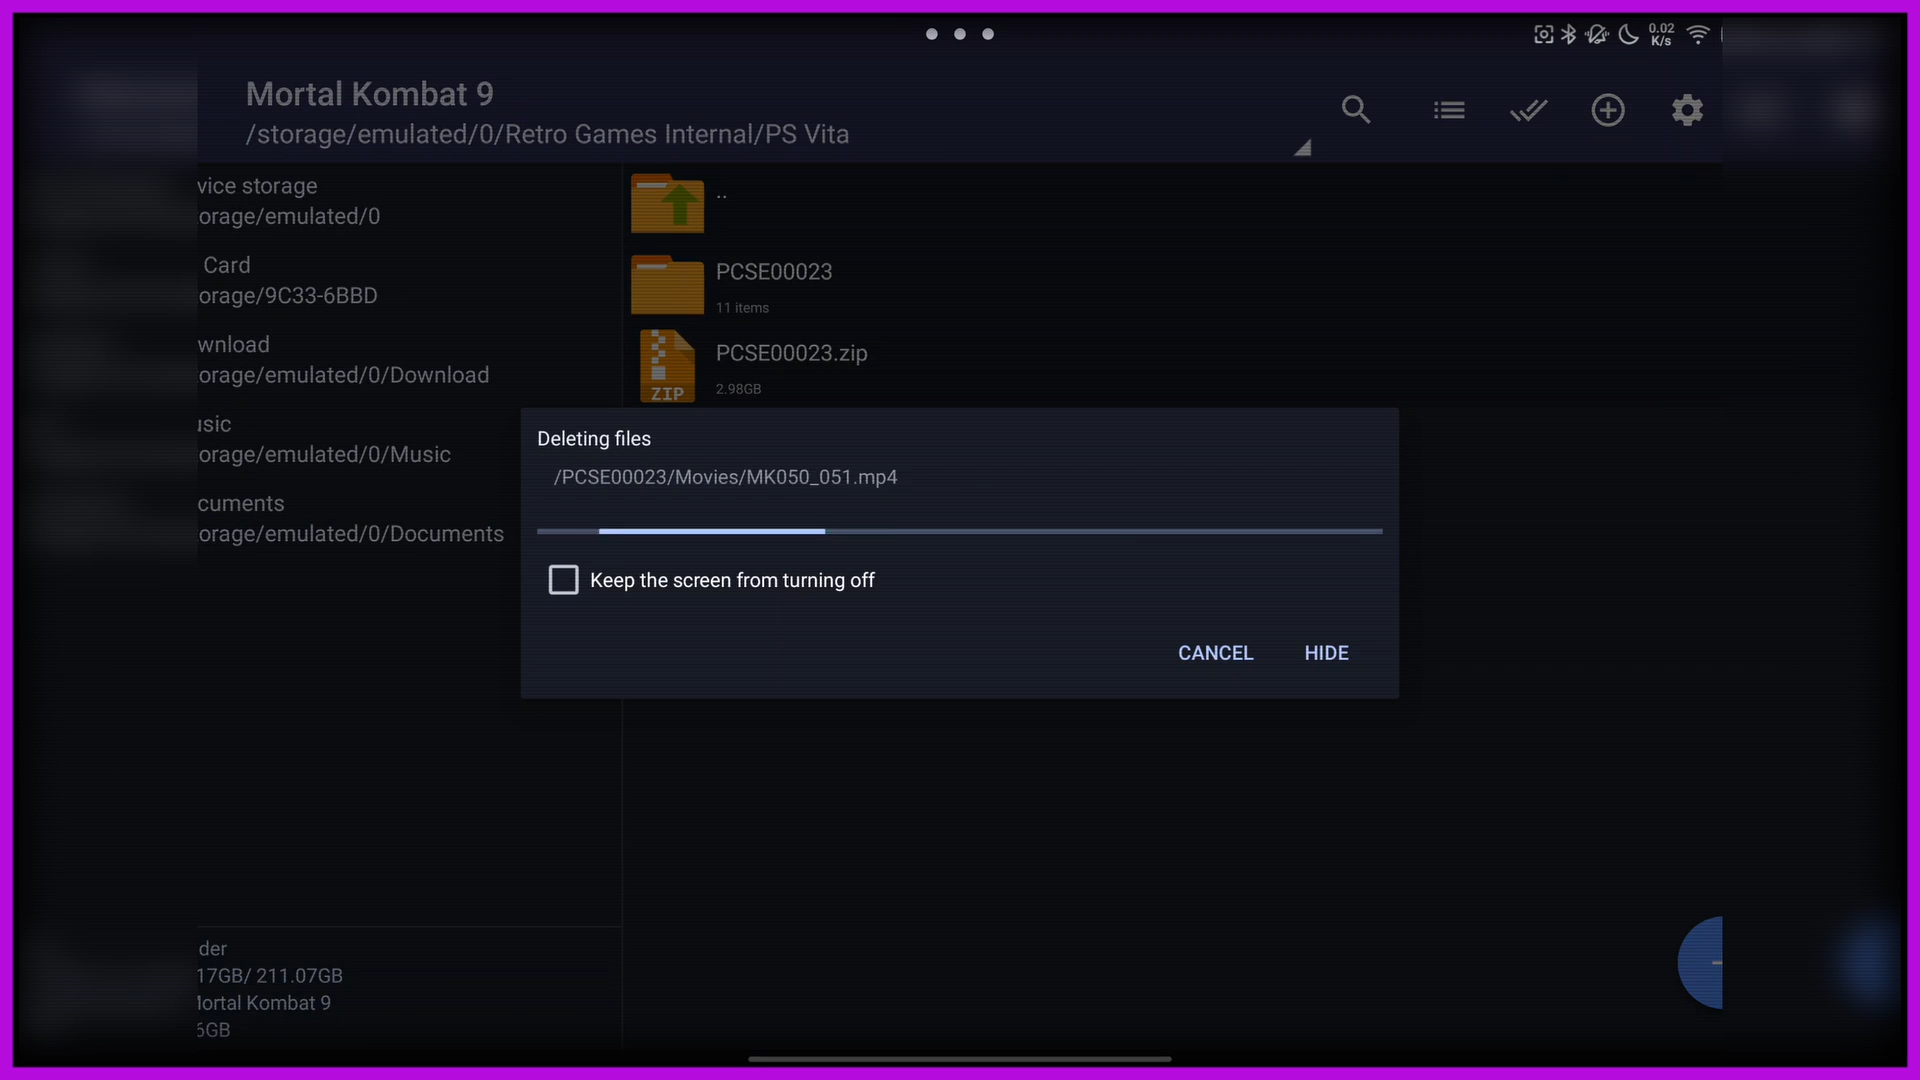 0.02
K/s
Mortal Kombat 9
/storage/emulated/0/Retro Games Internal/PS Vita
vice storage
orage/emulated/0
Card
orage/9C33-6BBD
wnload
orage/emulated/0/Download
usic
orage/emulated/0/Music
cuments
orage/emulated/0/Documents
..
PCSE00023
11 items
PCSE00023.zip
2.98GB
ZIP
Deleting files
/PCSE00023/Movies/MK050_051.mp4
Keep the screen from turning off
CANCEL
HIDE
der
17GB/ 211.07GB
Mortal Kombat 9
6GB